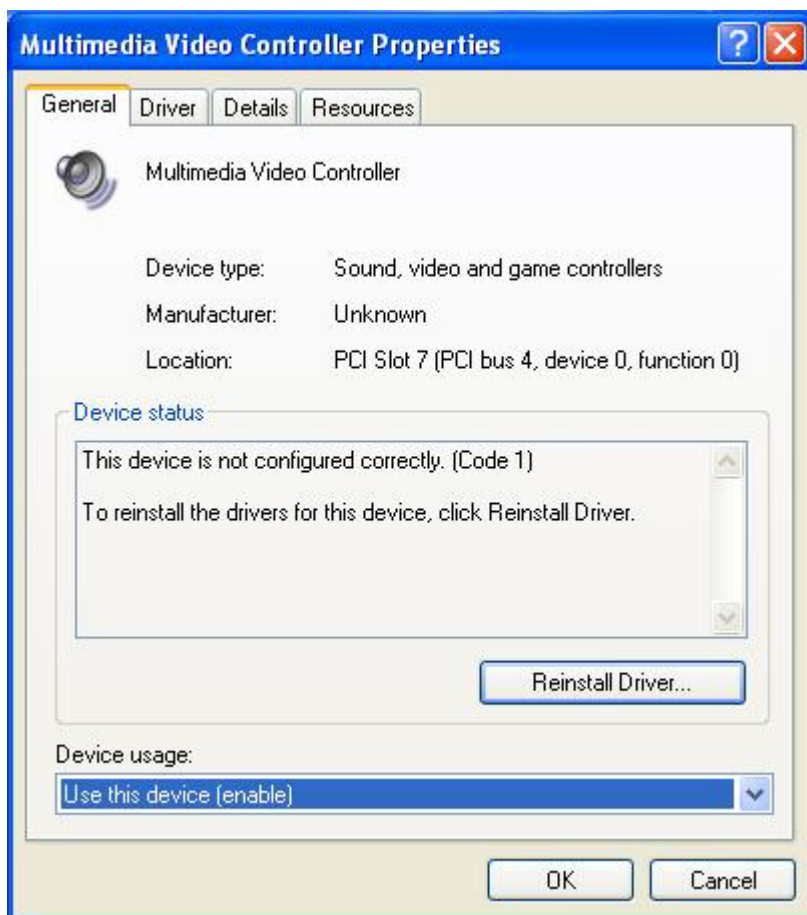 Multimedia Video Controller Properties
General Driver Details Resources
Multimedia Video Controller
Device type: Sound, video and game controllers
Manufacturer: Unknown
Location: PCI Slot 7 (PCI bus 4, device 0, function 0)
Device status
This device is not configured correctly. (Code 1)
To reinstall the drivers for this device, click Reinstall Driver.
Reinstall Driver...
Device usage:
Use this device (enable)
OK Cancel